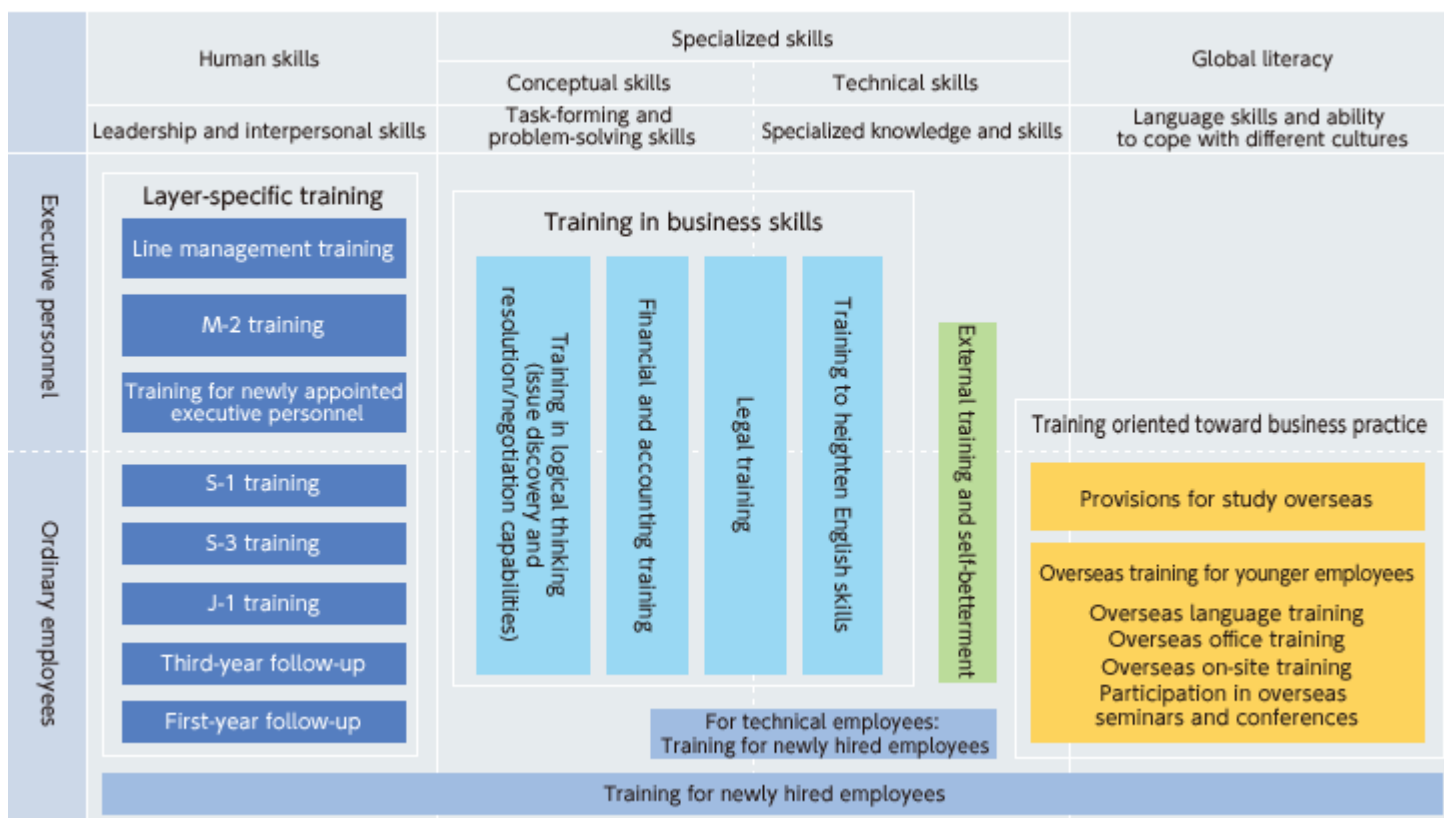 Human skills
Specialized skills
Global literacy
Conceptual skills
Technical skills
Leadership and interpersonal skills
Task-forming and
problem-solving skills
Specialized knowledge and skills
Language skills and ability
to cope with different cultures
Executive personnel
Layer-specific training
Line management training
M-2 training
Training for newly appointed
executive personnel
Ordinary employees
S-1 training
S-3 training
J-1 training
Third-year follow-up
First-year follow-up
Training in business skills
Training in logical thinking
(issue discovery and
resolution/negotiation capabilities)
Financial and accounting training
Legal training
Training to heighten English skills
External training and self-betterment
Training oriented toward business practice
Provisions for study overseas
Overseas training for younger employees
Overseas language training
Overseas office training
Overseas on-site training
Participation in overseas
seminars and conferences
For technical employees:
Training for newly hired employees
Training for newly hired employees